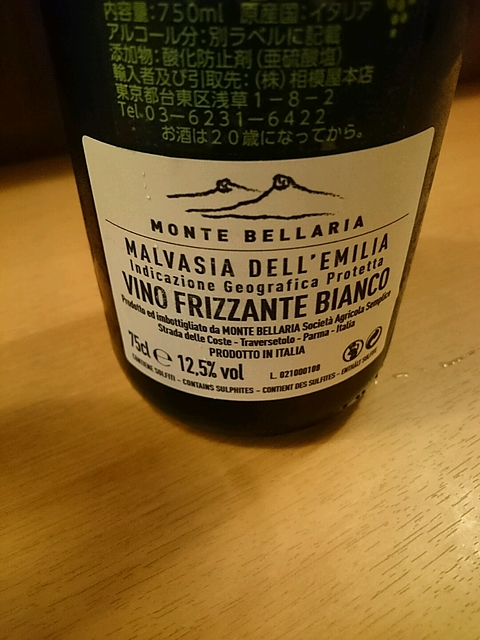 内容量:750ml 原産国:イタリア
アルコール分:別ラベルに記載
添加物:酸化防止剤(亜硫酸塩)
輸入者及び引取先:(株)相模屋本店
東京都台東区浅草1-8-2
Tel.03-6231-6422
お酒は20歳になってから。
MONTE BELLARIA
MALVASIA DELL'EMILIA
Indicazione Geografica Protetta
VINO FRIZZANTE BIANCO
Prodotto ed imbottigliato da MONTE BELLARIA Società Agricola Semplice
Strada delle Coste - Traversetolo - Parma - Italia
PRODOTTO IN ITALIA
75cl e 12,5% vol
L. 021000108
CONTIENE SOLFITI - CONTAINS SULPHITES - CONTIENT DES SULFITES - ENTHÄLT SULFITE